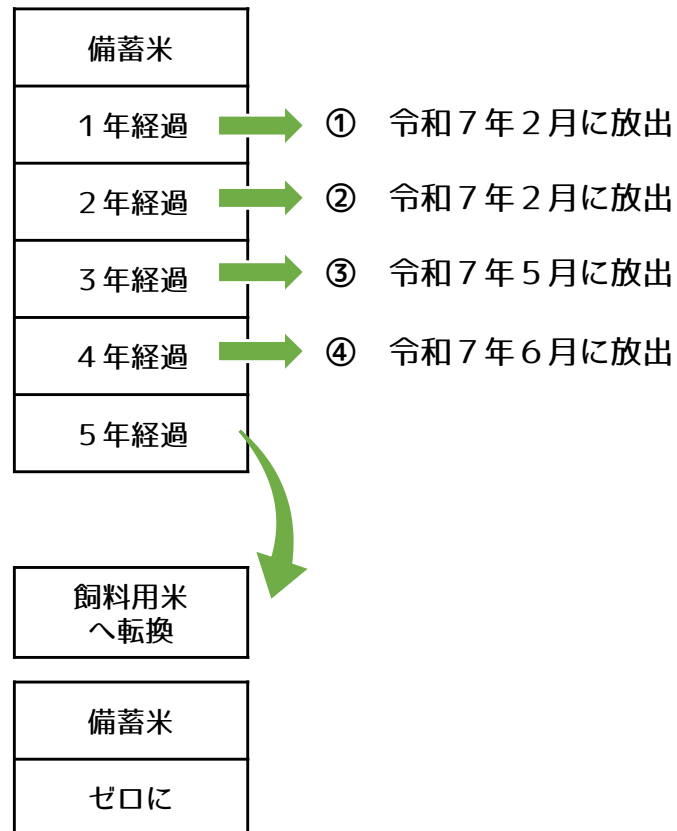 備蓄米
1年経過 ① 令和7年2月に放出
2年経過 ② 令和7年2月に放出
3年経過 ③ 令和7年5月に放出
4年経過 ④ 令和7年6月に放出
5年経過
飼料用米
へ転換
備蓄米
ゼロに